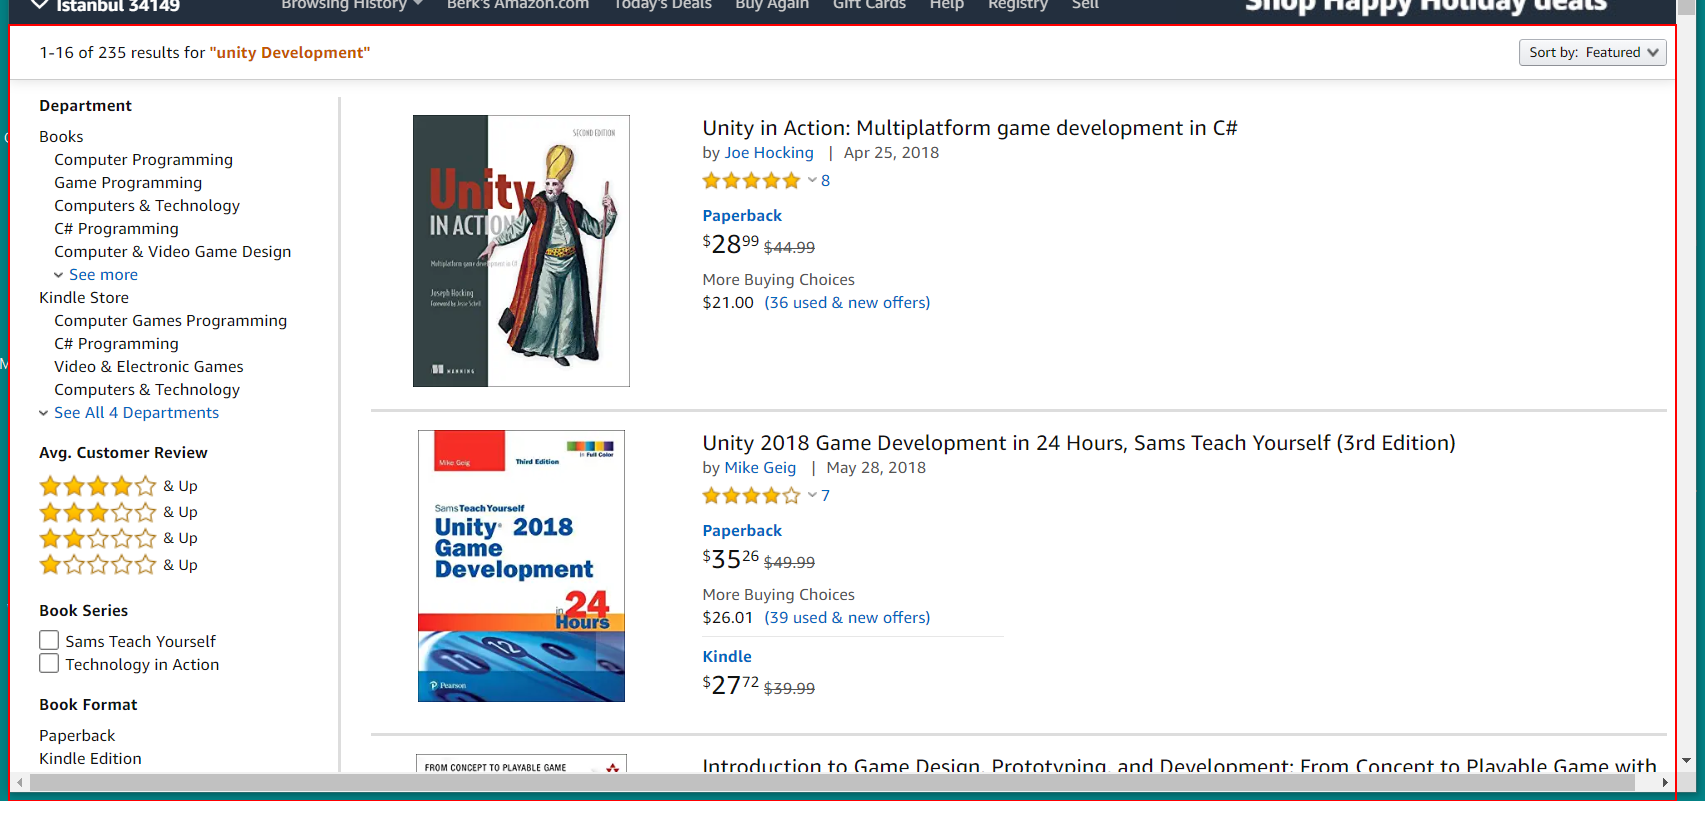 Istanbul 34149
Browsing History Berk's Amazon.com Today's Deals Buy Again Gift Cards Help Registry Sell
Shop Happy Holiday deals
1-16 of 235 results for "unity Development"
Sort by: Featured
Department
Books
Computer Programming
Game Programming
Computers & Technology
C# Programming
Computer & Video Game Design
See more
Kindle Store
Computer Games Programming
C# Programming
Video & Electronic Games
Computers & Technology
See All 4 Departments
Avg. Customer Review
& Up
& Up
& Up
& Up
Book Series
Sams Teach Yourself
Technology in Action
Book Format
Paperback
Kindle Edition
SECOND EDITION
Unity
IN ACTION
Multiplatform game development in C#
Joseph Hocking
Foreword by Jesse Schell
MANNING
Unity in Action: Multiplatform game development in C#
by Joe Hocking | Apr 25, 2018
8
Paperback
$28.99 $44.99
More Buying Choices
$21.00 (36 used & new offers)
Mike Geig
Third Edition
in Full Color
Sams Teach Yourself
Unity® 2018
Game
Development
in 24
Hours
11 12
Pearson
Unity 2018 Game Development in 24 Hours, Sams Teach Yourself (3rd Edition)
by Mike Geig | May 28, 2018
7
Paperback
$35.26 $49.99
More Buying Choices
$26.01 (39 used & new offers)
Kindle
$27.72 $39.99
FROM CONCEPT TO PLAYABLE GAME
Introduction to Game Design, Prototyping, and Development: From Concept to Playable Game with